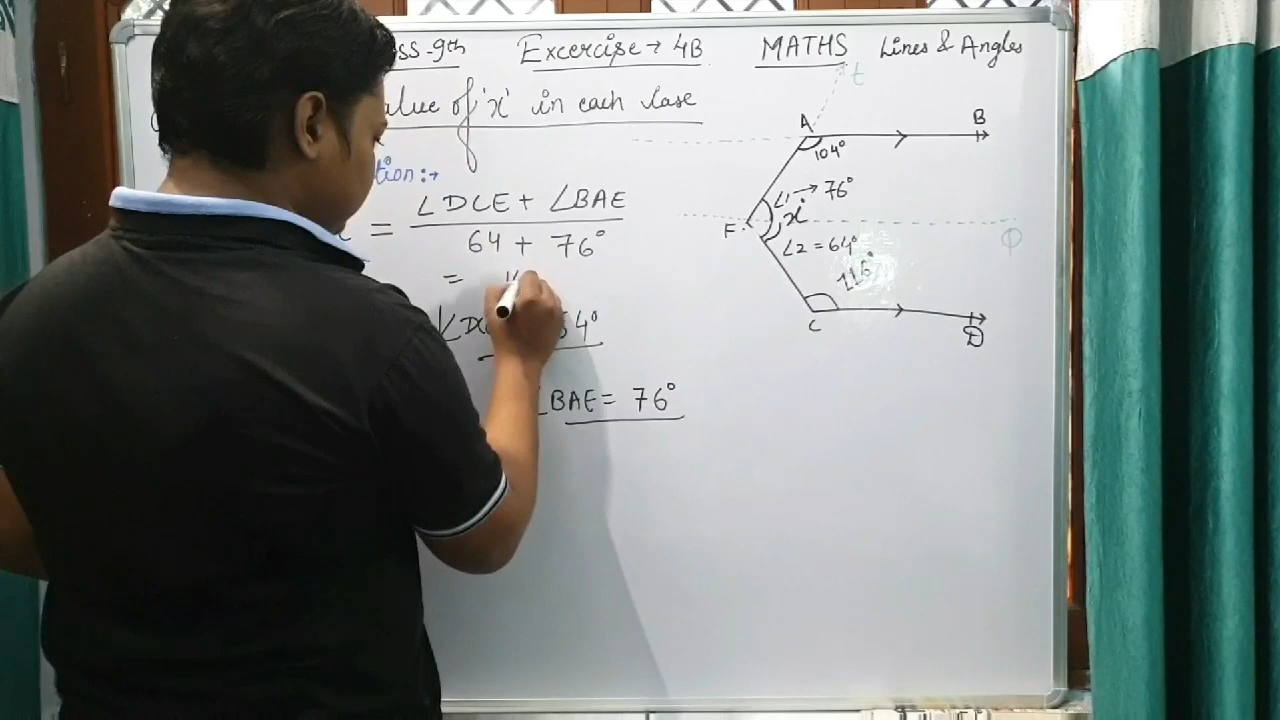 ss-9th Excercise → 4B MATHS Lines & Angles
alue of 'x' in each case
tion :→
= ∠DCE + ∠BAE
64 + 76°
=
4°
∠BAE = 76°
t
A B
104°
∠1 → 76°
x
F
∠2 = 64°
116°
C D